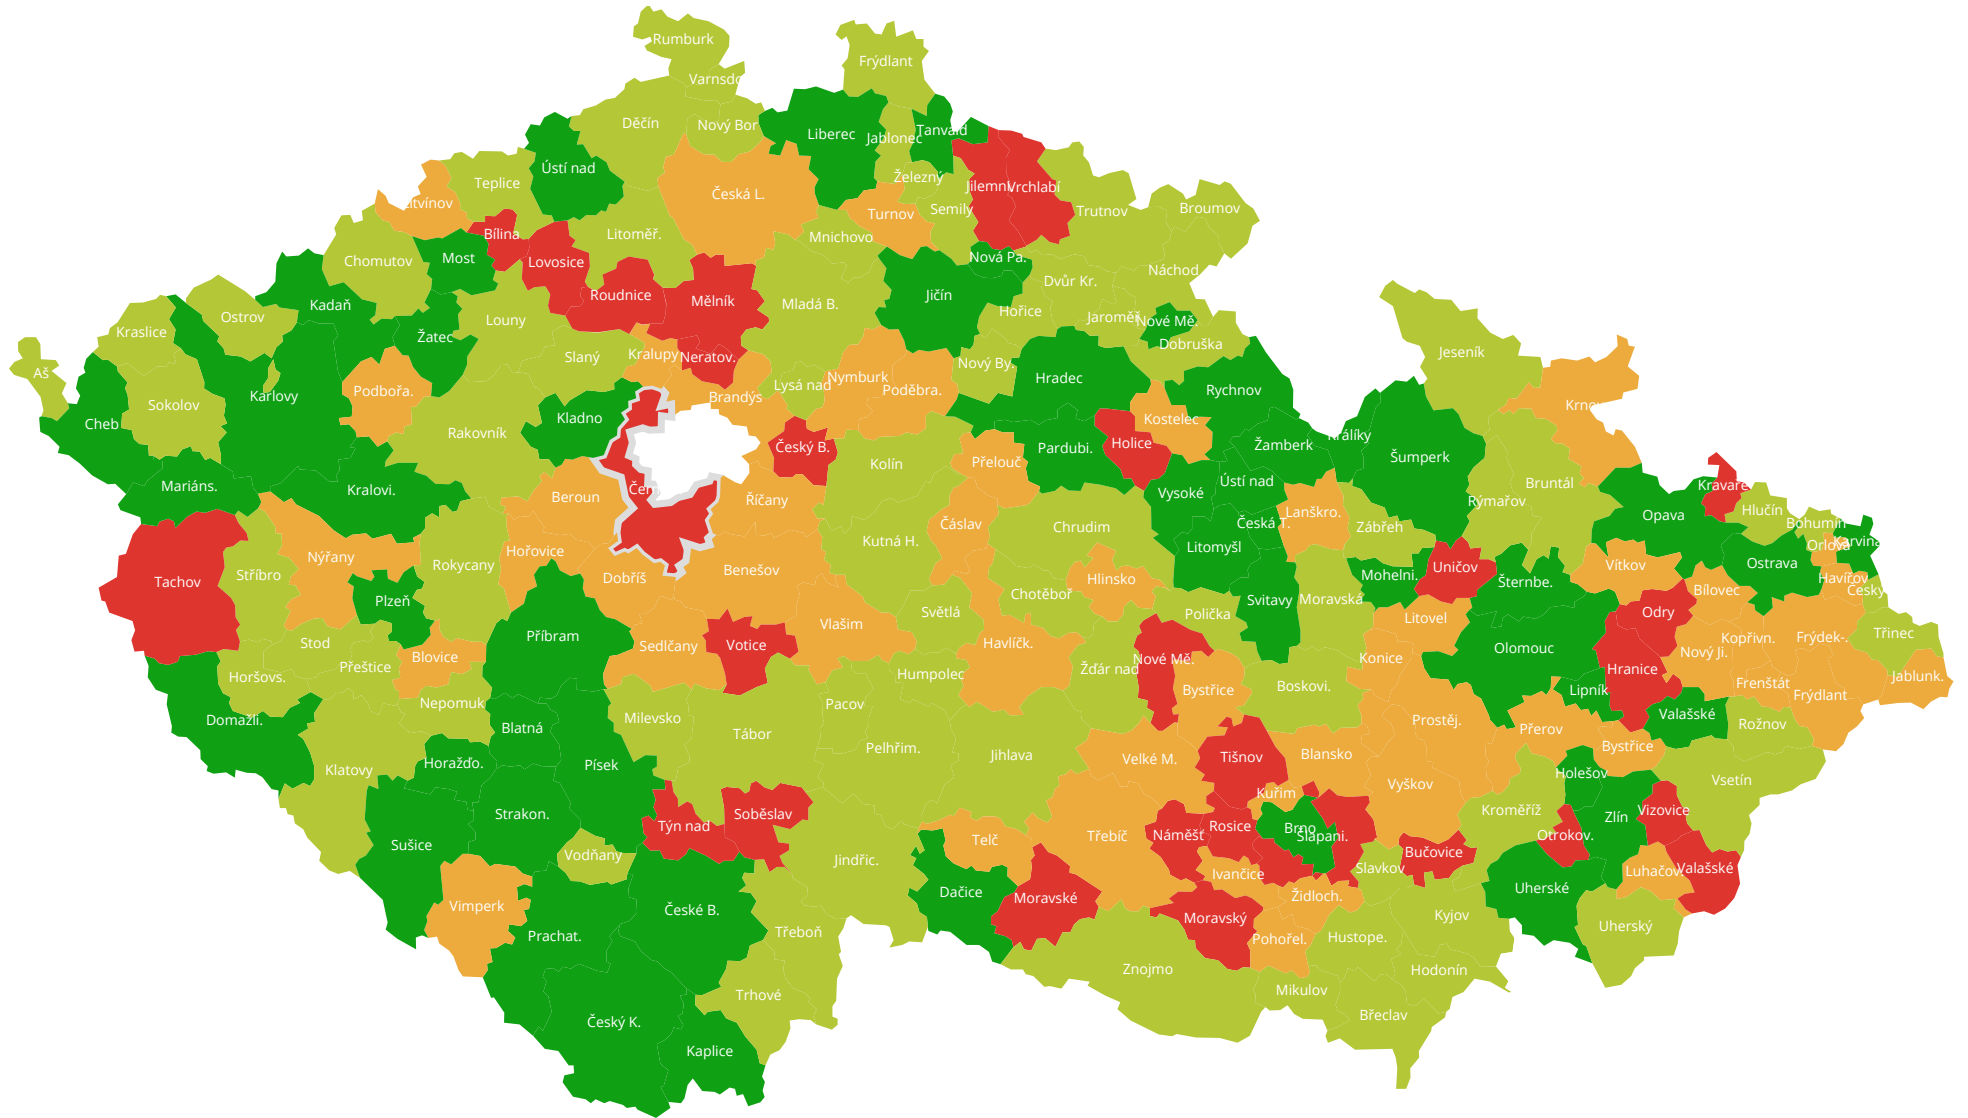 Rumburk
Varnsdo
Frýdlant
Děčín
Nový Bor
Liberec
Jablonec
Tanvald
Ústí nad
Teplice
Železný
Jilemni
Vrchlabí
Česká L.
Litvínov
Turnov
Semily
Trutnov
Broumov
Bílina
Litoměř.
Mnichovo
Most
Lovosice
Chomutov
Nová Pa.
Náchod
Dvůr Kr.
Roudnice
Mělník
Mladá B.
Jičín
Kadaň
Hořice
Jaroměř
Nové Mě.
Ostrov
Louny
Kraslice
Žatec
Dobruška
Slaný
Kralupy
Neratov.
Jeseník
Nový By.
Aš
Lysá nad
Nymburk
Poděbra.
Hradec
Rychnov
Podbořa.
Karlovy
Brandýs
Sokolov
Krnov
Cheb
Kladno
Kostelec
Rakovník
Králíky
Český B.
Pardubi.
Holice
Žamberk
Šumperk
Kolín
Přelouč
Mariáns.
Kralovi.
Beroun
Čern
Říčany
Vysoké
Ústí nad
Bruntál
Kravaře
Rýmařov
Lanškro.
Opava
Hlučín
Čáslav
Chrudim
Česká T.
Zábřeh
Bohumín
Kutná H.
Litomyšl
Orlová
Karviná
Nýřany
Hořovice
Rokycany
Stříbro
Tachov
Dobříš
Benešov
Hlinsko
Mohelni.
Uničov
Šternbe.
Vítkov
Ostrava
Havířov
Český
Bílovec
Chotěboř
Plzeň
Svitavy
Moravská
Světlá
Polička
Litovel
Odry
Vlašim
Příbram
Sedlčany
Votice
Havlíčk.
Stod
Olomouc
Kopřivn.
Frýdek-.
Třinec
Nový Ji.
Blovice
Konice
Přeštice
Nové Mě.
Žďár nad
Hranice
Horšovs.
Humpolec
Jablunk.
Frenštát
Boskovi.
Bystřice
Lipník
Frýdlant
Nepomuk
Pacov
Milevsko
Valašské
Domažli.
Blatná
Prostěj.
Rožnov
Tábor
Přerov
Pelhřim.
Bystřice
Jihlava
Blansko
Tišnov
Velké M.
Horažďo.
Písek
Klatovy
Holešov
Vsetín
Vyškov
Kuřim
Kroměříž
Vizovice
Strakon.
Soběslav
Zlín
Týn nad
Rosice
Brno
Náměšť
Třebíč
Šlapani.
Otrokov.
Telč
Sušice
Vodňany
Bučovice
Jindřic.
Slavkov
Valašské
Luhačov.
Ivančice
Uherské
Dačice
Moravské
Židloch.
Vimperk
České B.
Kyjov
Moravský
Uherský
Třeboň
Prachat.
Pohořel.
Hustope.
Znojmo
Hodonín
Mikulov
Trhové
Břeclav
Český K.
Kaplice